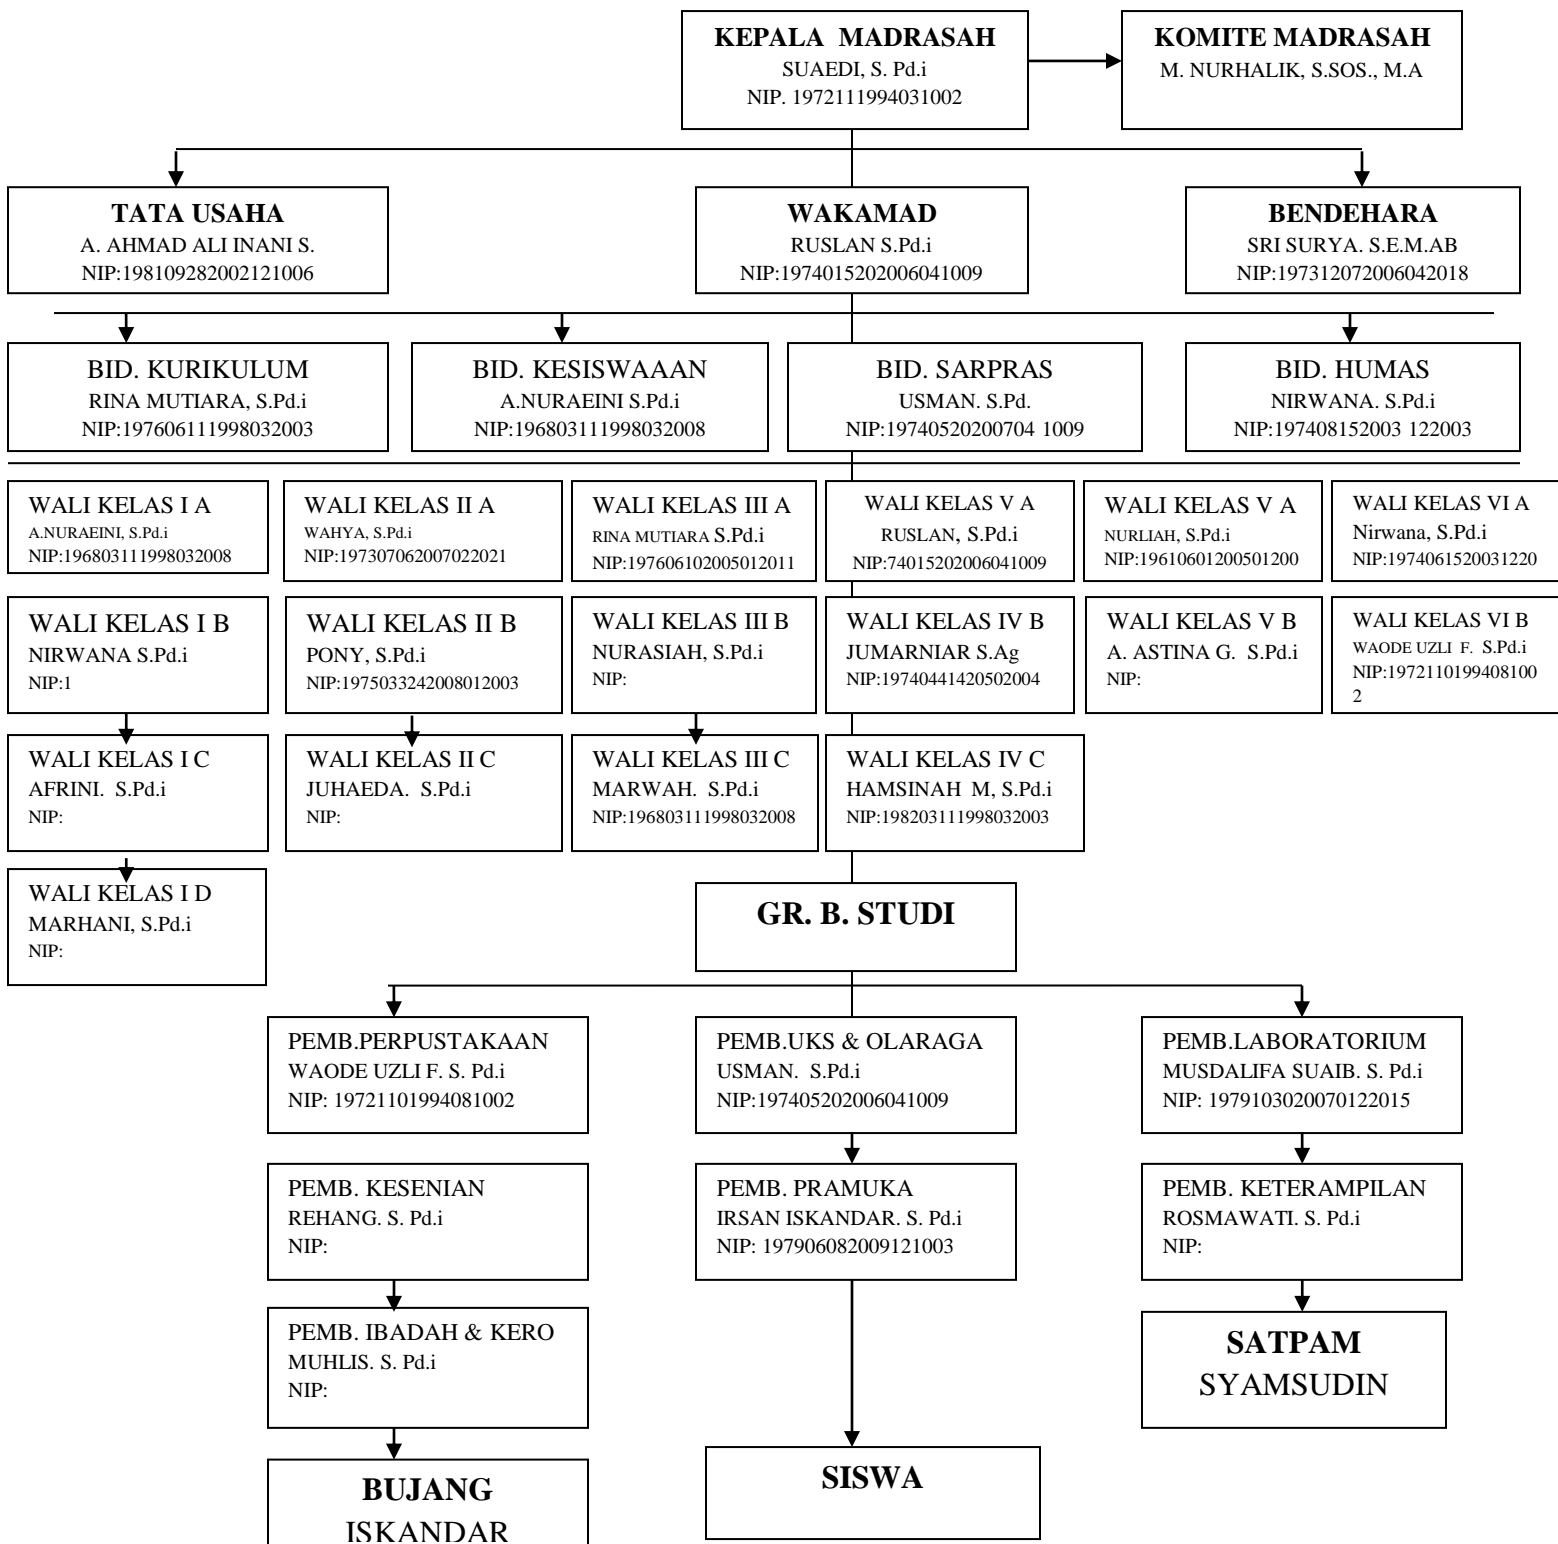 KEPALA MADRASAH
SUAEDI, S. Pd.i
NIP. 1972111994031002
KOMITE MADRASAH
M. NURHALIK, S.SOS., M.A
TATA USAHA
A. AHMAD ALI INANI S.
NIP:198109282002121006
WAKAMAD
RUSLAN S.Pd.i
NIP:1974015202006041009
BENDEHARA
SRI SURYA. S.E.M.AB
NIP:197312072006042018
BID. KURIKULUM
RINA MUTIARA, S.Pd.i
NIP:197606111998032003
BID. KESISWAAAN
A.NURAEINI S.Pd.i
NIP:196803111998032008
BID. SARPRAS
USMAN. S.Pd.
NIP:19740520200704 1009
BID. HUMAS
NIRWANA. S.Pd.i
NIP:197408152003 122003
WALI KELAS I A
A.NURAEINI, S.Pd.i
NIP:196803111998032008
WALI KELAS II A
WAHYA, S.Pd.i
NIP:197307062007022021
WALI KELAS III A
RINA MUTIARA S.Pd.i
NIP:197606102005012011
WALI KELAS V A
RUSLAN, S.Pd.i
NIP:74015202006041009
WALI KELAS V A
NURLIAH, S.Pd.i
NIP:19610601200501200
WALI KELAS VI A
Nirwana, S.Pd.i
NIP:1974061520031220
WALI KELAS I B
NIRWANA S.Pd.i
NIP:1
WALI KELAS II B
PONY, S.Pd.i
NIP:1975033242008012003
WALI KELAS III B
NURASIAH, S.Pd.i
NIP:
WALI KELAS IV B
JUMARNIAR S.Ag
NIP:19740441420502004
WALI KELAS V B
A. ASTINA G. S.Pd.i
NIP:
WALI KELAS VI B
WAODE UZLI F. S.Pd.i
NIP:1972110199408100
2
WALI KELAS I C
AFRINI. S.Pd.i
NIP:
WALI KELAS II C
JUHAEDA. S.Pd.i
NIP:
WALI KELAS III C
MARWAH. S.Pd.i
NIP:196803111998032008
WALI KELAS IV C
HAMSINAH M, S.Pd.i
NIP:198203111998032003
WALI KELAS I D
MARHANI, S.Pd.i
NIP:
GR. B. STUDI
PEMB.PERPUSTAKAAN
WAODE UZLI F. S. Pd.i
NIP: 19721101994081002
PEMB.UKS & OLARAGA
USMAN. S.Pd.i
NIP:197405202006041009
PEMB.LABORATORIUM
MUSDALIFA SUAIB. S. Pd.i
NIP: 1979103020070122015
PEMB. KESENIAN
REHANG. S. Pd.i
NIP:
PEMB. PRAMUKA
IRSAN ISKANDAR. S. Pd.i
NIP: 197906082009121003
PEMB. KETERAMPILAN
ROSMAWATI. S. Pd.i
NIP:
PEMB. IBADAH & KERO
MUHLIS. S. Pd.i
NIP:
SATPAM
SYAMSUDIN
BUJANG
ISKANDAR
SISWA